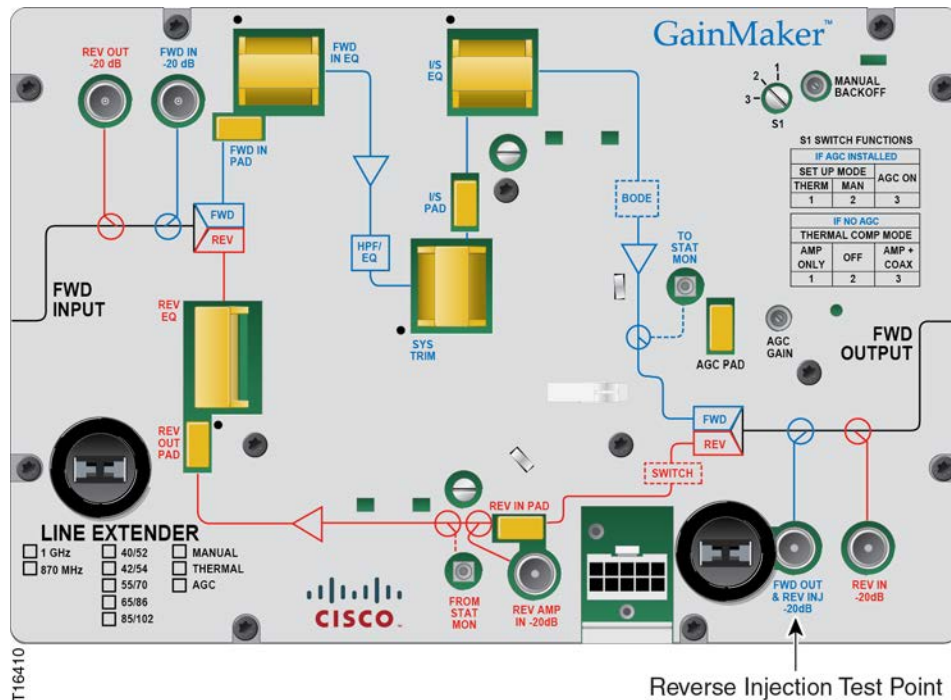 GainMaker™
REV OUT
-20 dB
FWD IN
-20 dB
FWD
IN EQ
I/S
EQ
1
2
3
S1
MANUAL
BACKOFF
FWD IN
PAD
I/S
PAD
S1 SWITCH FUNCTIONS
IF AGC INSTALLED
SET UP MODE
AGC ON
THERM
MAN
1
2
3
IF NO AGC
THERMAL COMP MODE
AMP
ONLY
OFF
AMP +
COAX
1
2
3
FWD
REV
BODE
HPF/
EQ
TO
STAT
MON
FWD
INPUT
REV
EQ
SYS
TRIM
AGC PAD
AGC
GAIN
FWD
OUTPUT
FWD
REV
REV
OUT
PAD
SWITCH
REV IN PAD
LINE EXTENDER
1 GHz
870 MHz
40/52
42/54
55/70
65/86
85/102
MANUAL
THERMAL
AGC
CISCO
FROM
STAT
MON
REV AMP
IN -20dB
FWD OUT
& REV INJ
-20dB
REV IN
-20dB
T16410
Reverse Injection Test Point